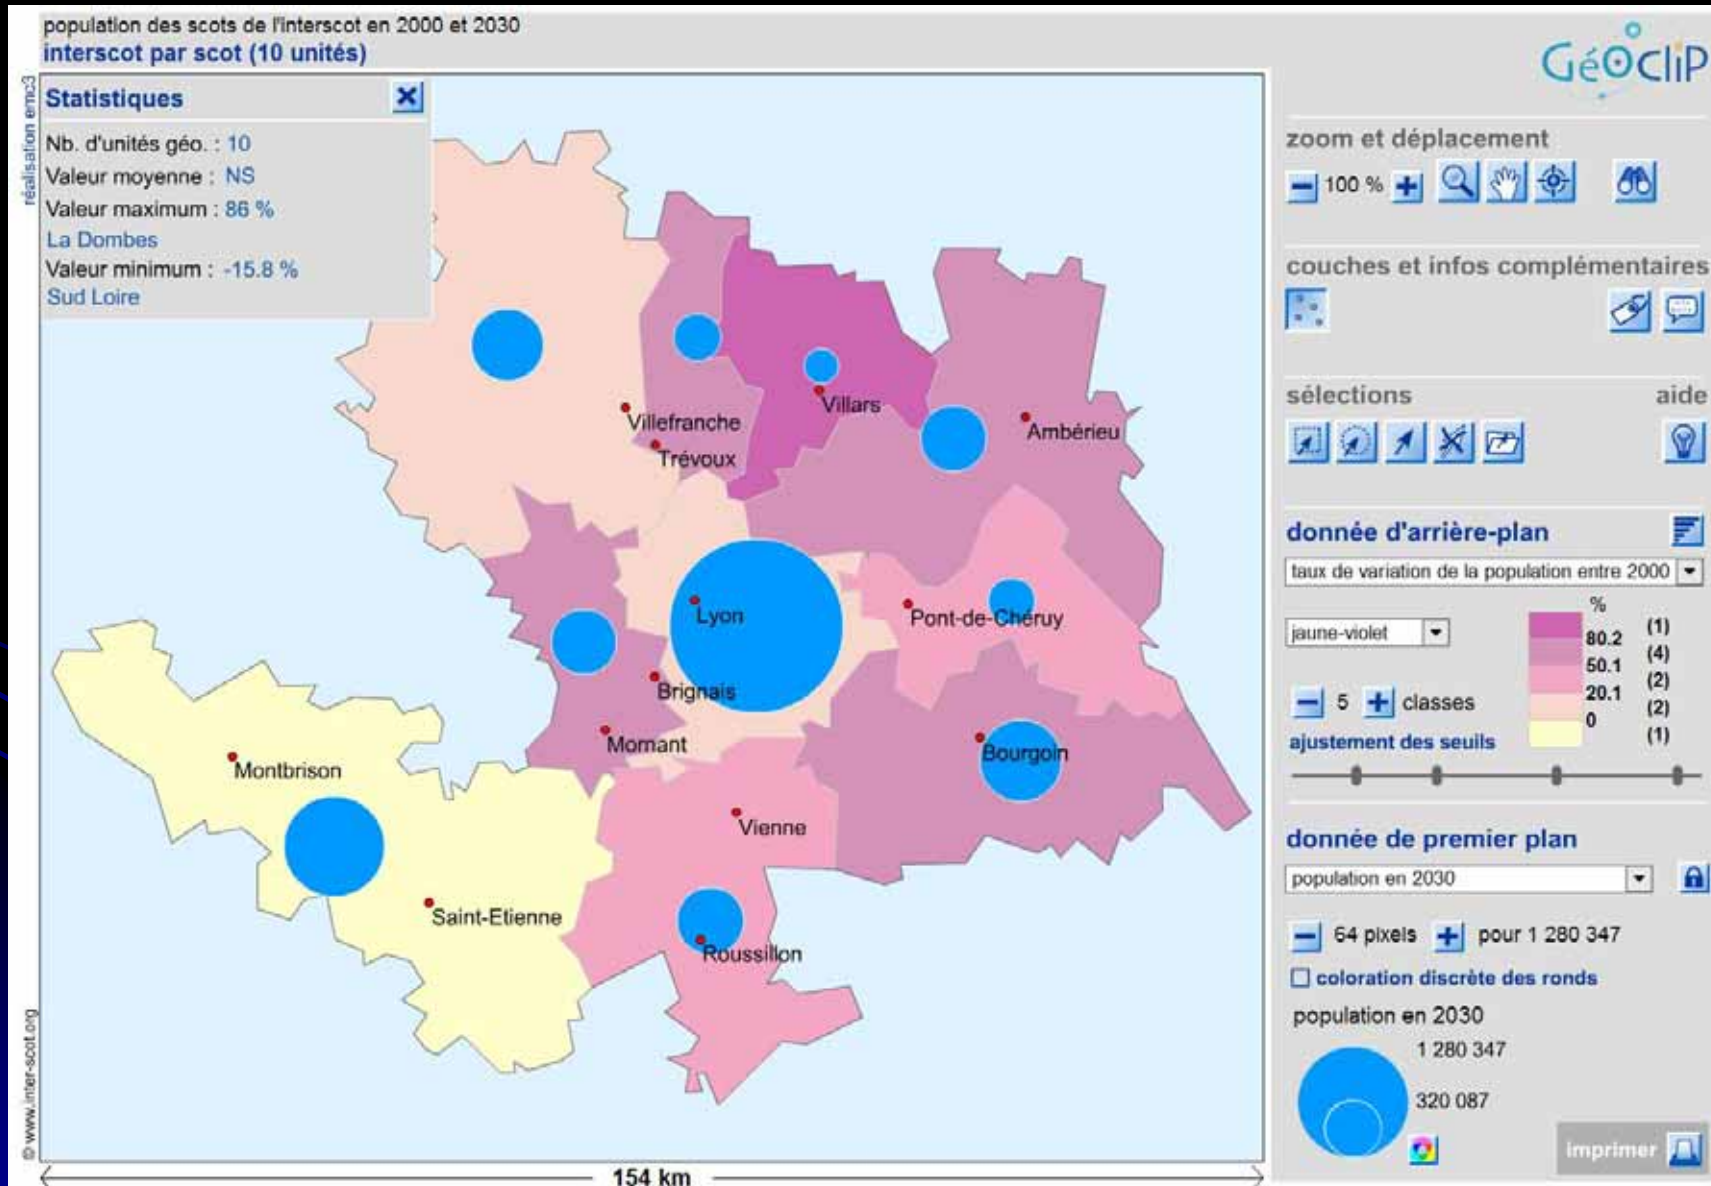 population des scots de l'interscot en 2000 et 2030
interscot par scot (10 unités)
réalisation emc3
Statistiques
Nb. d'unités géo. : 10
Valeur moyenne : NS
Valeur maximum : 86 %
La Dombes
Valeur minimum : -15.8 %
Sud Loire
Villefranche
Trévoux
Villars
Ambérieu
Lyon
Pont-de-Chéruy
Brignais
Mornant
Bourgoin
Montbrison
Vienne
Saint-Etienne
Roussillon
© www.inter-scot.org
154 km
GéOcliP
zoom et déplacement
100 %
couches et infos complémentaires
sélections aide
donnée d'arrière-plan
taux de variation de la population entre 2000
jaune-violet
%
80.2 (1)
50.1 (4)
20.1 (2)
0 (2)
(1)
5 classes
ajustement des seuils
donnée de premier plan
population en 2030
64 pixels pour 1 280 347
coloration discrète des ronds
population en 2030
1 280 347
320 087
imprimer